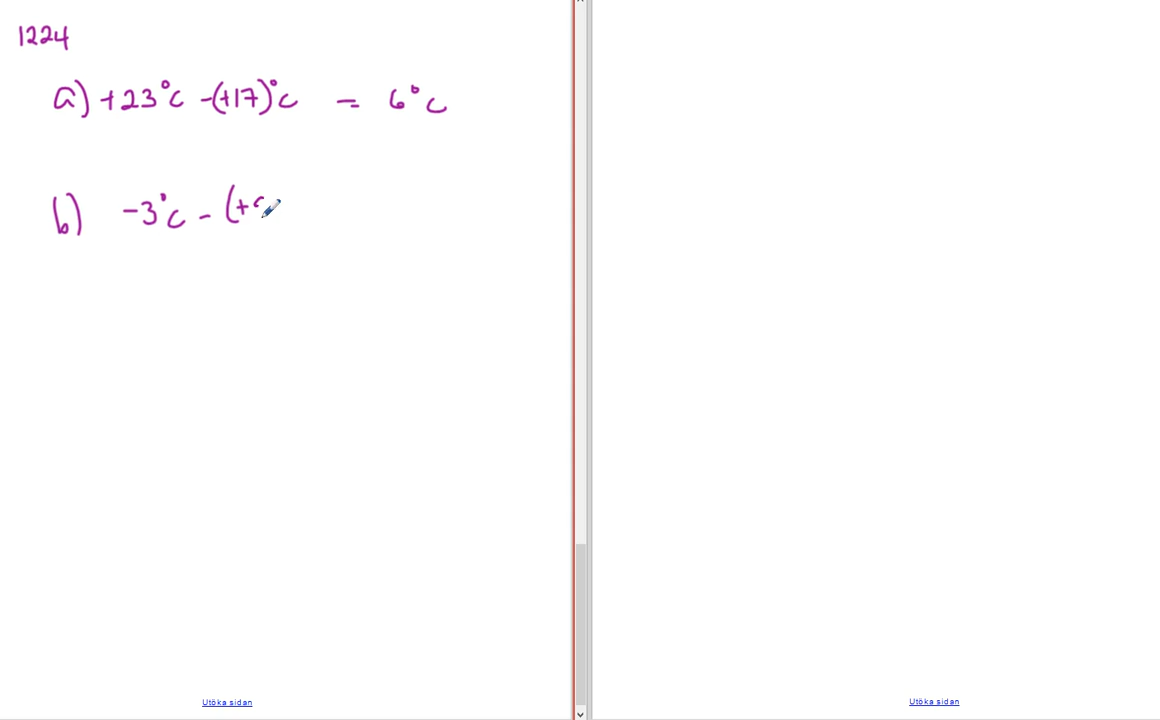 1224
a) +23°C -(+17)°C = 6°C
b) -3°C - (+
Utöka sidan
Utöka sidan